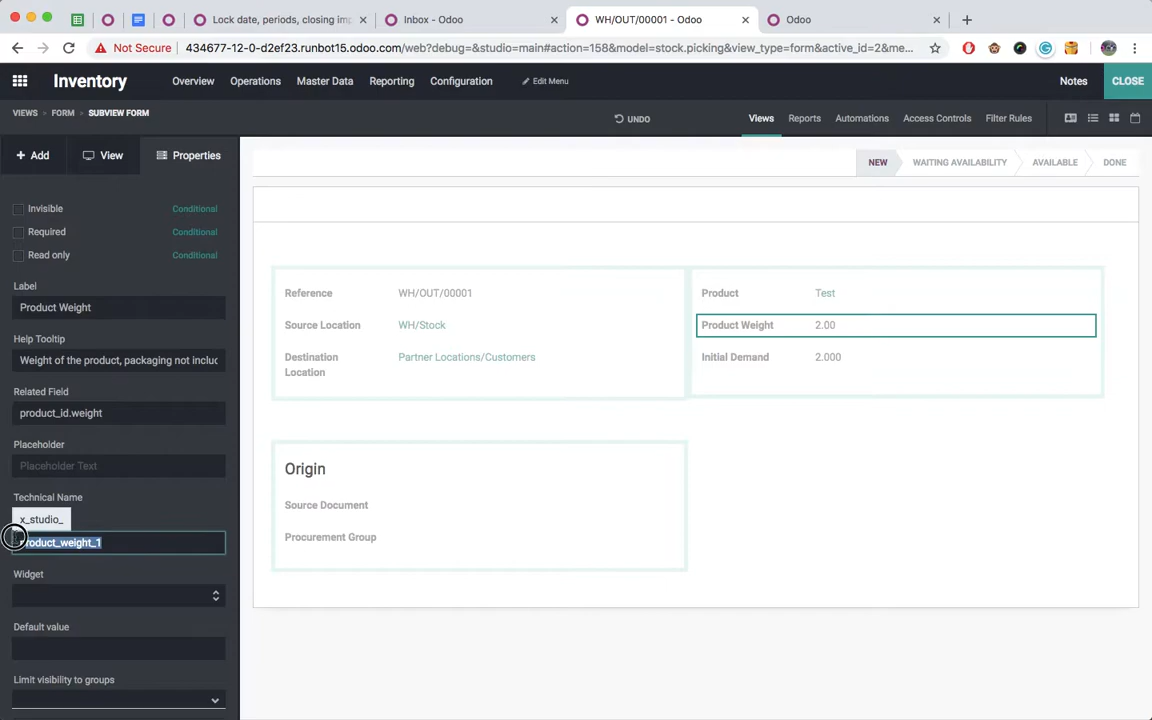 Lock date, periods, closing im
Inbox - Odoo
WH/OUT/00001 - Odoo
Odoo
Not Secure
434677-12-0-d2ef23.runbot15.odoo.com/web?debug=&studio=main#action=158&model=stock.picking&view_type=form&active_id=2&me...
Inventory
Overview
Operations
Master Data
Reporting
Configuration
Edit Menu
Notes
CLOSE
VIEWS
FORM
SUBVIEW FORM
UNDO
Views
Reports
Automations
Access Controls
Filter Rules
Add
View
Properties
NEW
WAITING AVAILABILITY
AVAILABLE
DONE
Invisible
Conditional
Required
Conditional
Read only
Conditional
Label
Product Weight
Help Tooltip
Weight of the product, packaging not includ
Related Field
product_id.weight
Placeholder
Placeholder Text
Technical Name
x_studio_
product_weight_1
Widget
Default value
Limit visibility to groups
Reference
WH/OUT/00001
Source Location
WH/Stock
Destination
Location
Partner Locations/Customers
Product
Test
Product Weight
2.00
Initial Demand
2.000
Origin
Source Document
Procurement Group